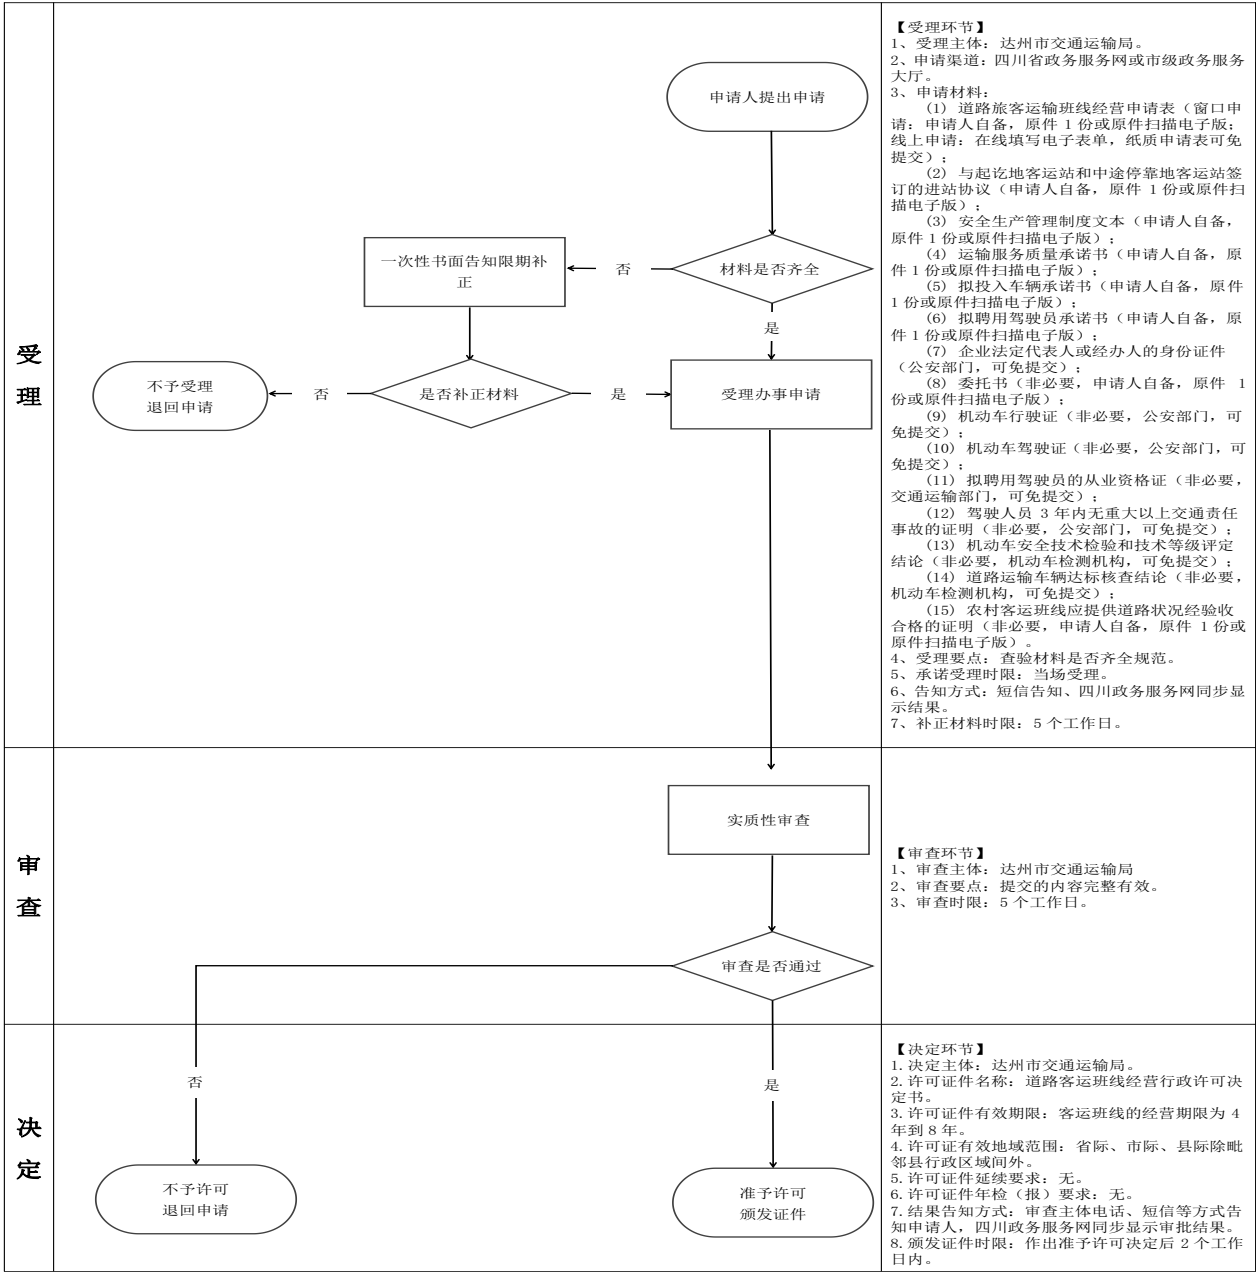 受
理
申请人提出申请
材料是否齐全
否
一次性书面告知限期补
正
是
是否补正材料
否
不予受理
退回申请
是
受理办事申请
【受理环节】
1、受理主体：达州市交通运输局。
2、申请渠道：四川省政务服务网或市级政务服务
大厅。
3、申请材料：
(1) 道路旅客运输班线经营申请表（窗口申
请：申请人自备，原件 1 份或原件扫描电子版；
线上申请：在线填写电子表单，纸质申请表可免
提交）；
(2) 与起讫地客运站和中途停靠地客运站签
订的进站协议（申请人自备，原件 1 份或原件扫
描电子版）；
(3) 安全生产管理制度文本（申请人自备，
原件 1 份或原件扫描电子版）；
(4) 运输服务质量承诺书（申请人自备，原
件 1 份或原件扫描电子版）；
(5) 拟投入车辆承诺书（申请人自备，原件
1 份或原件扫描电子版）；
(6) 拟聘用驾驶员承诺书（申请人自备，原
件 1 份或原件扫描电子版）；
(7) 企业法定代表人或经办人的身份证件
（公安部门，可免提交）；
(8) 委托书（非必要，申请人自备，原件 1
份或原件扫描电子版）；
(9) 机动车行驶证（非必要，公安部门，可
免提交）；
(10) 机动车驾驶证（非必要，公安部门，可
免提交）；
(11) 拟聘用驾驶员的从业资格证（非必要，
交通运输部门，可免提交）；
(12) 驾驶人员 3 年内无重大以上交通责任
事故的证明（非必要，公安部门，可免提交）；
(13) 机动车安全技术检验和技术等级评定
结论（非必要，机动车检测机构，可免提交）；
(14) 道路运输车辆达标核查结论（非必要，
机动车检测机构，可免提交）；
(15) 农村客运班线应提供道路状况经验收
合格的证明（非必要，申请人自备，原件 1 份或
原件扫描电子版）。
4、受理要点：查验材料是否齐全规范。
5、承诺受理时限：当场受理。
6、告知方式：短信告知、四川政务服务网同步显
示结果。
7、补正材料时限：5 个工作日。
审
查
实质性审查
审查是否通过
【审查环节】
1、审查主体：达州市交通运输局
2、审查要点：提交的内容完整有效。
3、审查时限：5 个工作日。
决
定
否
不予许可
退回申请
是
准予许可
颁发证件
【决定环节】
1.决定主体：达州市交通运输局。
2.许可证件名称：道路客运班线经营行政许可决
定书。
3.许可证件有效期限：客运班线的经营期限为 4
年到 8 年。
4.许可证有效地域范围：省际、市际、县际除毗
邻县行政区域间外。
5.许可证件延续要求：无。
6.许可证件年检（报）要求：无。
7.结果告知方式：审查主体电话、短信等方式告
知申请人，四川政务服务网同步显示审批结果。
8.颁发证件时限：作出准予许可决定后 2 个工作
日内。